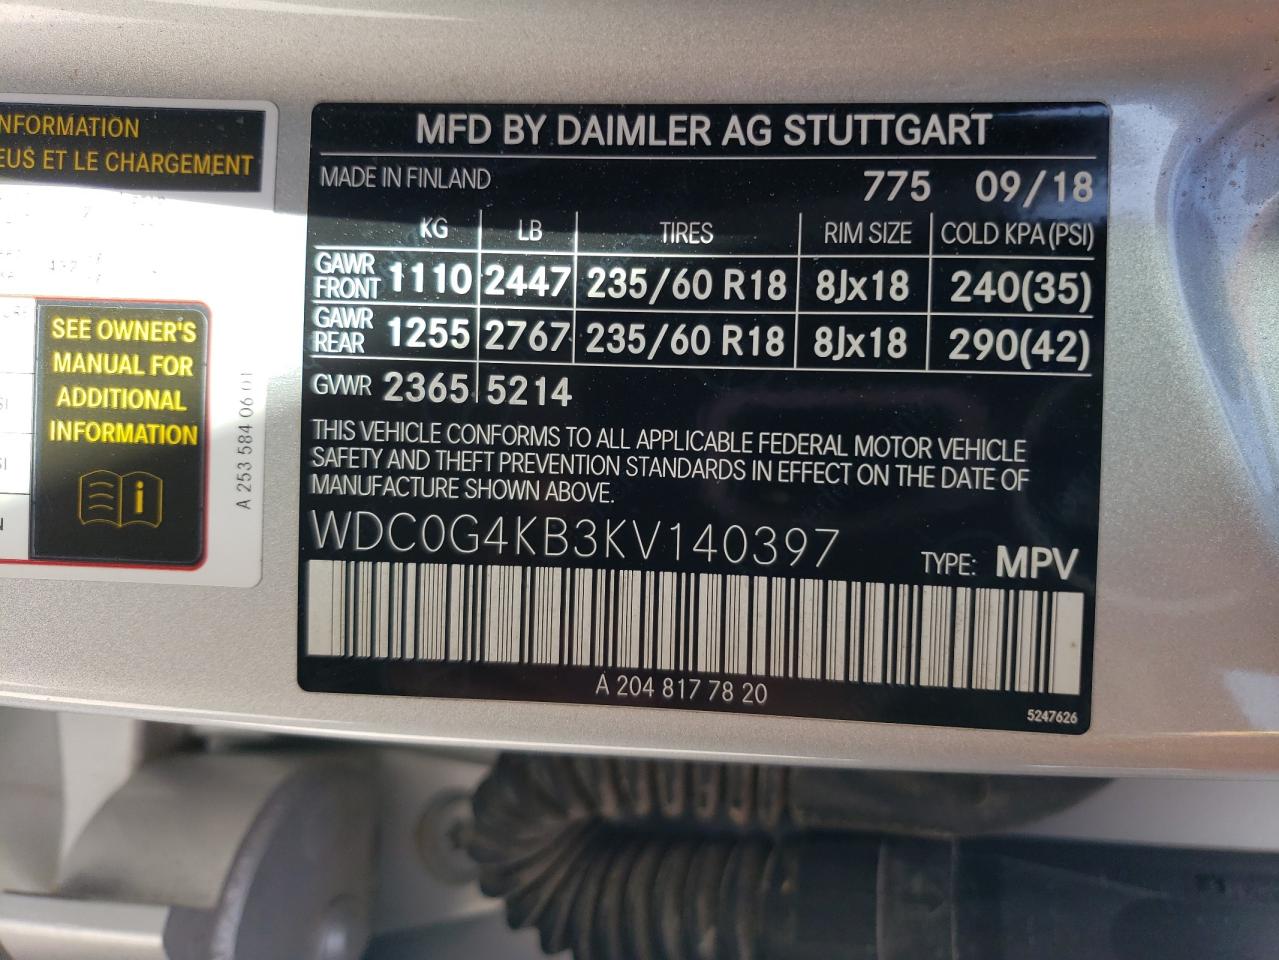 NFORMATION
EUS ET LE CHARGEMENT
SEE OWNER'S
MANUAL FOR
ADDITIONAL
INFORMATION
A 253 584 06 01
MFD BY DAIMLER AG STUTTGART
MADE IN FINLAND 775 09/18
KG LB TIRES RIM SIZE COLD KPA (PSI)
GAWR FRONT 1110 2447 235/60 R18 8Jx18 240(35)
GAWR REAR 1255 2767 235/60 R18 8Jx18 290(42)
GVWR 2365 5214
THIS VEHICLE CONFORMS TO ALL APPLICABLE FEDERAL MOTOR VEHICLE
SAFETY AND THEFT PREVENTION STANDARDS IN EFFECT ON THE DATE OF
MANUFACTURE SHOWN ABOVE.
WDC0G4KB3KV140397 TYPE: MPV
A 204 817 78 20
5247626